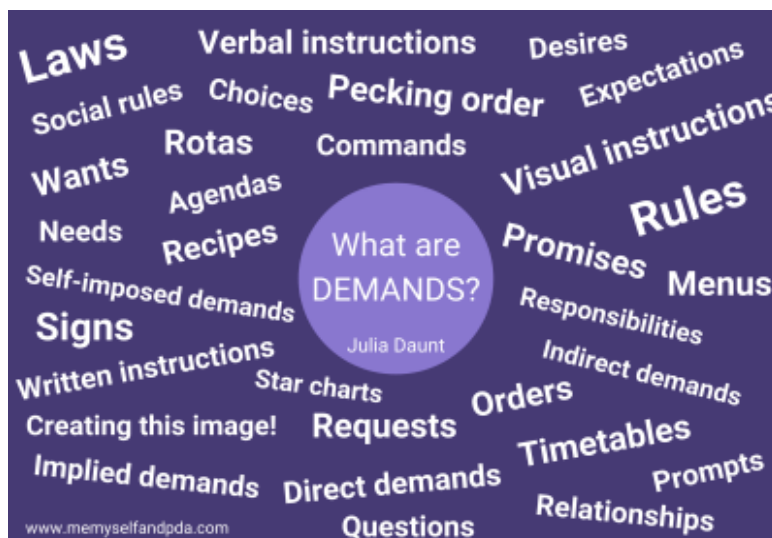 Laws
Verbal instructions
Desires
Social rules
Choices
Pecking order
Expectations
Rotas
Commands
Visual instructions
Wants
Agendas
Rules
Needs
Recipes
What are
DEMANDS?
Julia Daunt
Promises
Menus
Self-imposed demands
Responsibilities
Signs
Written instructions
Star charts
Indirect demands
Orders
Creating this image!
Requests
Timetables
Implied demands
Direct demands
Prompts
Relationships
www.memyselfandpda.com
Questions